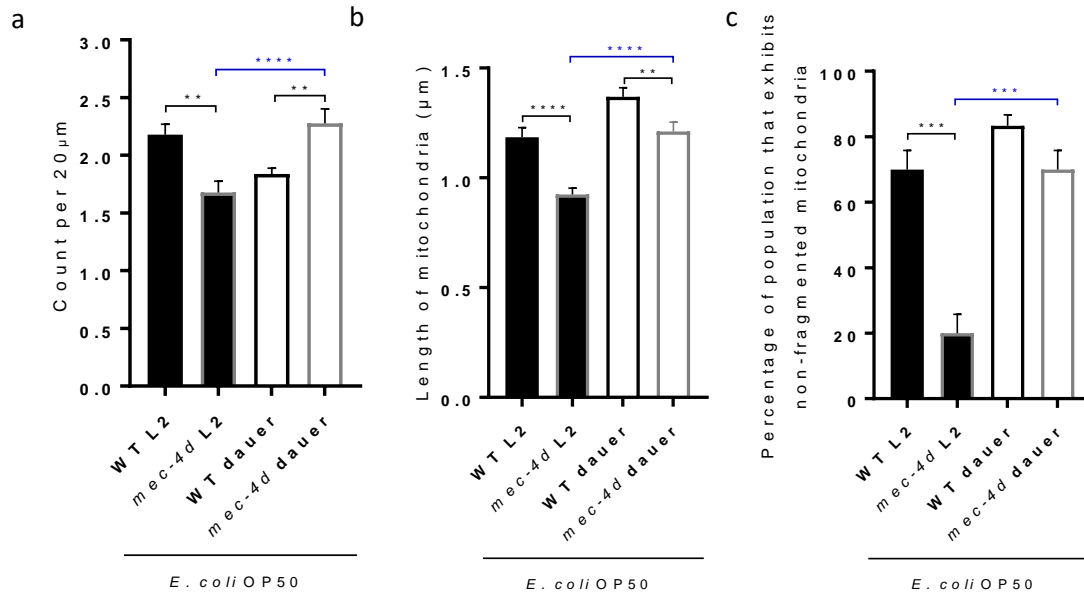 a
3.0
2.5
2.0
1.5
1.0
0.5
0.0
Count per 20µm
****
**
**
WT L2
mec-4d L2
WT dauer
mec-4d dauer
E. coli OP50
b
1.5
1.0
0.5
0.0
Length of mitochondria (µm)
****
****
**
WT L2
mec-4d L2
WT dauer
mec-4d dauer
E. coli OP50
c
100
80
60
40
20
0
Percentage of population that exhibits
non-fragmented mitochondria
***
***
WT L2
mec-4d L2
WT dauer
mec-4d dauer
E. coli OP50